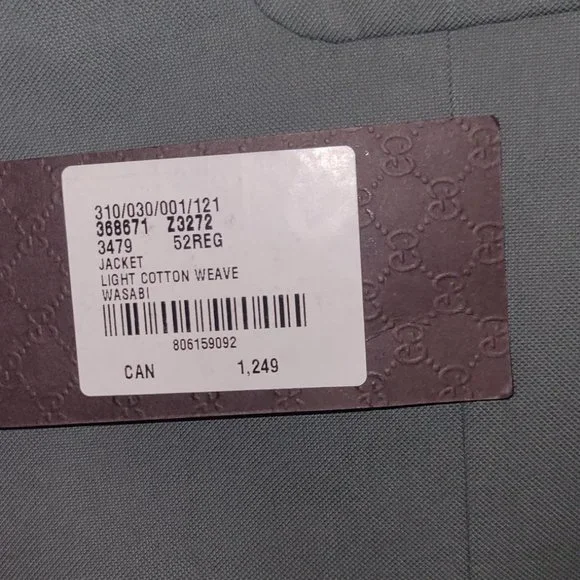 310/030/001/121
368671 Z3272
3479 52REG
JACKET
LIGHT COTTON WEAVE
WASABI
806159092
CAN 1,249